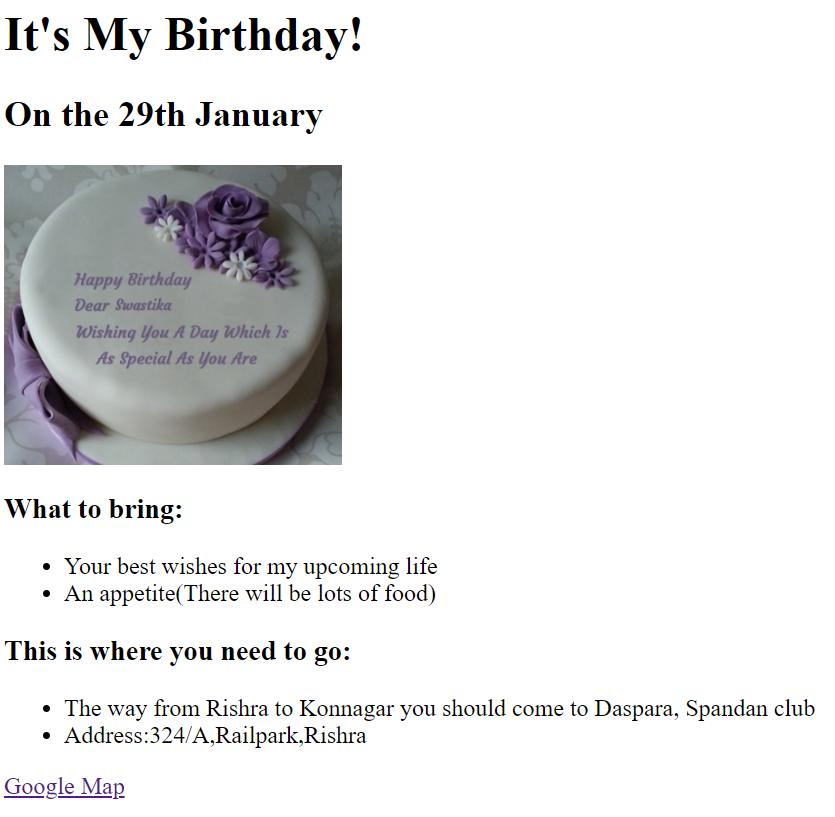 It's My Birthday!
On the 29th January
Happy Birthday
Dear Swastika
Wishing You A Day Which Is
As Special As You Are
What to bring:
Your best wishes for my upcoming life
An appetite(There will be lots of food)
This is where you need to go:
The way from Rishra to Konnagar you should come to Daspara, Spandan club
Address:324/A,Railpark,Rishra
Google Map